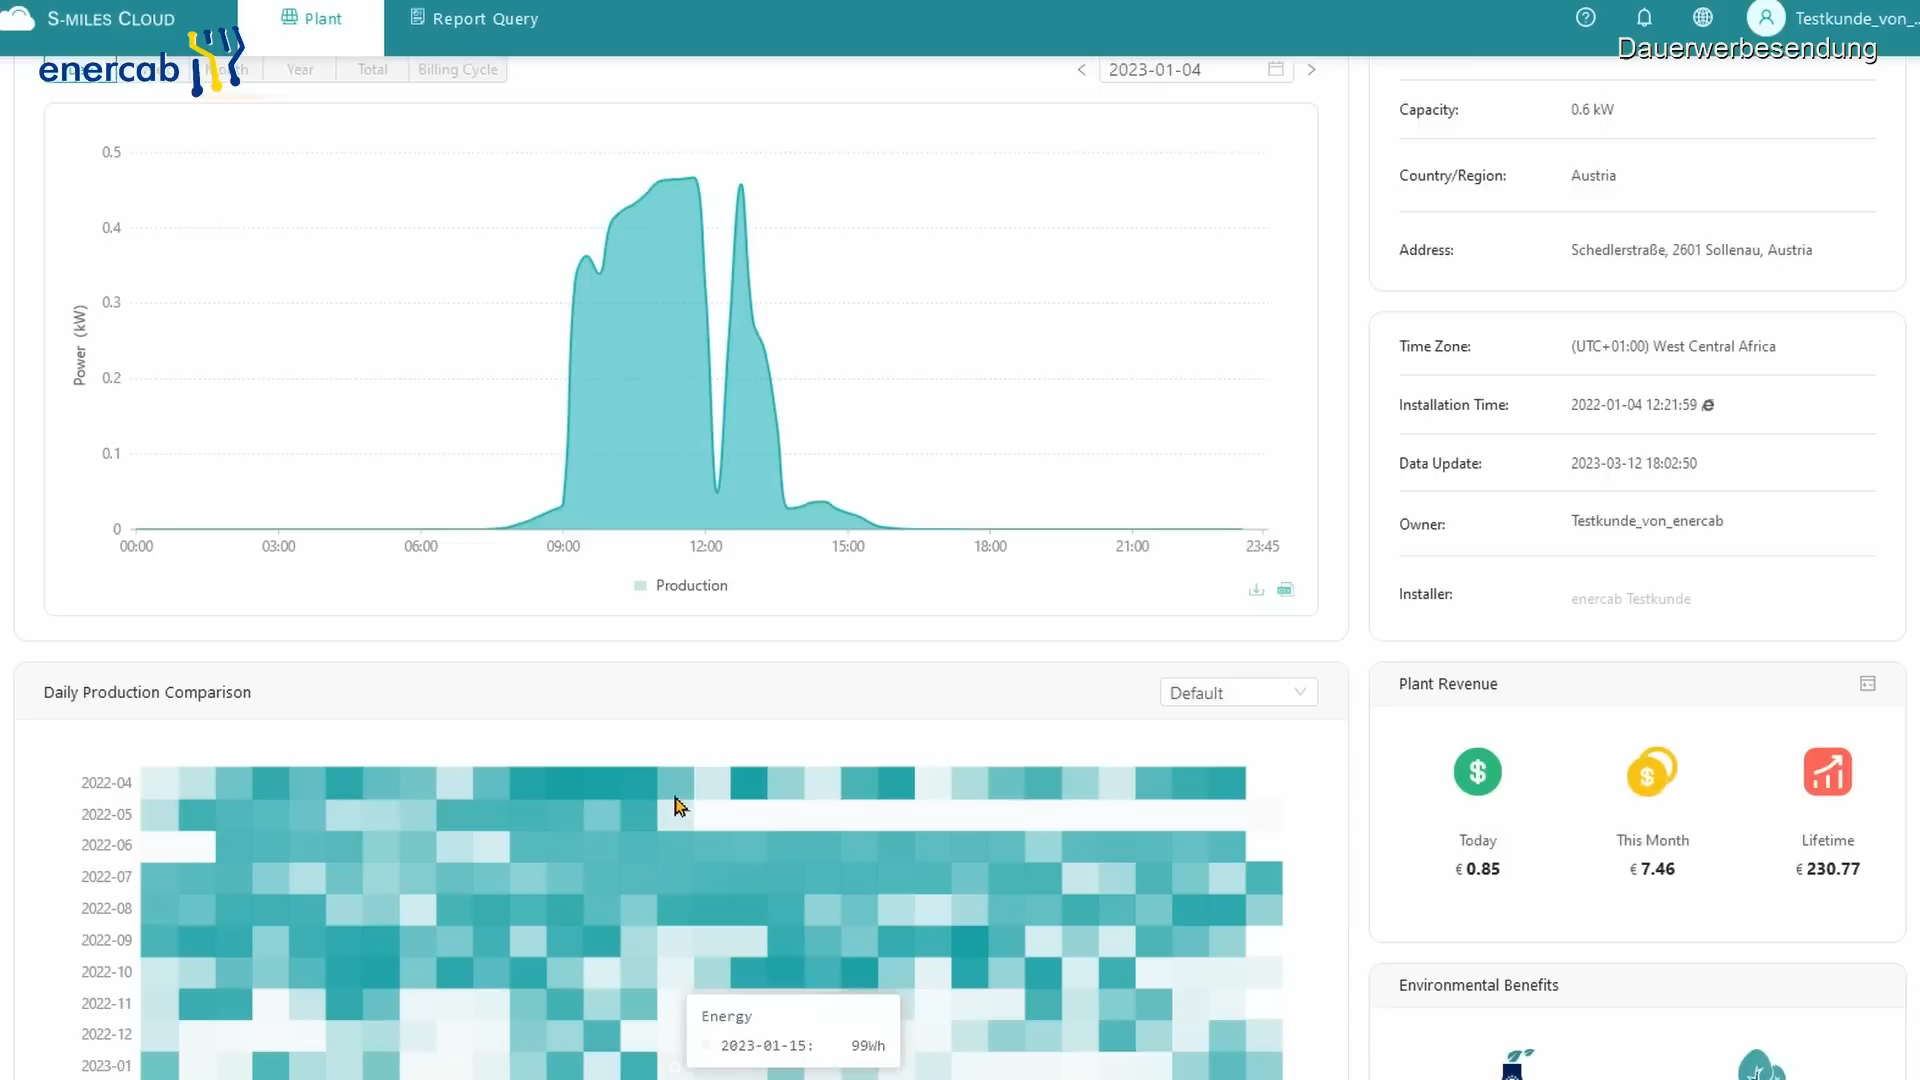 S-MILES CLOUD
Plant
Report Query
Testkunde_von_...
Dauerwerbesendung
enercab
Year
Total
Billing Cycle
2023-01-04
Power (kW)
0.5
0.4
0.3
0.2
0.1
0
00:00
03:00
06:00
09:00
12:00
15:00
18:00
21:00
23:45
Production
Capacity: 0.6 kW
Country/Region: Austria
Address: Schedlerstraße, 2601 Sollenau, Austria
Time Zone: (UTC+01:00) West Central Africa
Installation Time: 2022-01-04 12:21:59
Data Update: 2023-03-12 18:02:50
Owner: Testkunde_von_enercab
Installer: enercab Testkunde
Daily Production Comparison
Default
2022-04
2022-05
2022-06
2022-07
2022-08
2022-09
2022-10
2022-11
2022-12
2023-01
Energy
2023-01-15: 99Wh
Plant Revenue
Today
€ 0.85
This Month
€ 7.46
Lifetime
€ 230.77
Environmental Benefits